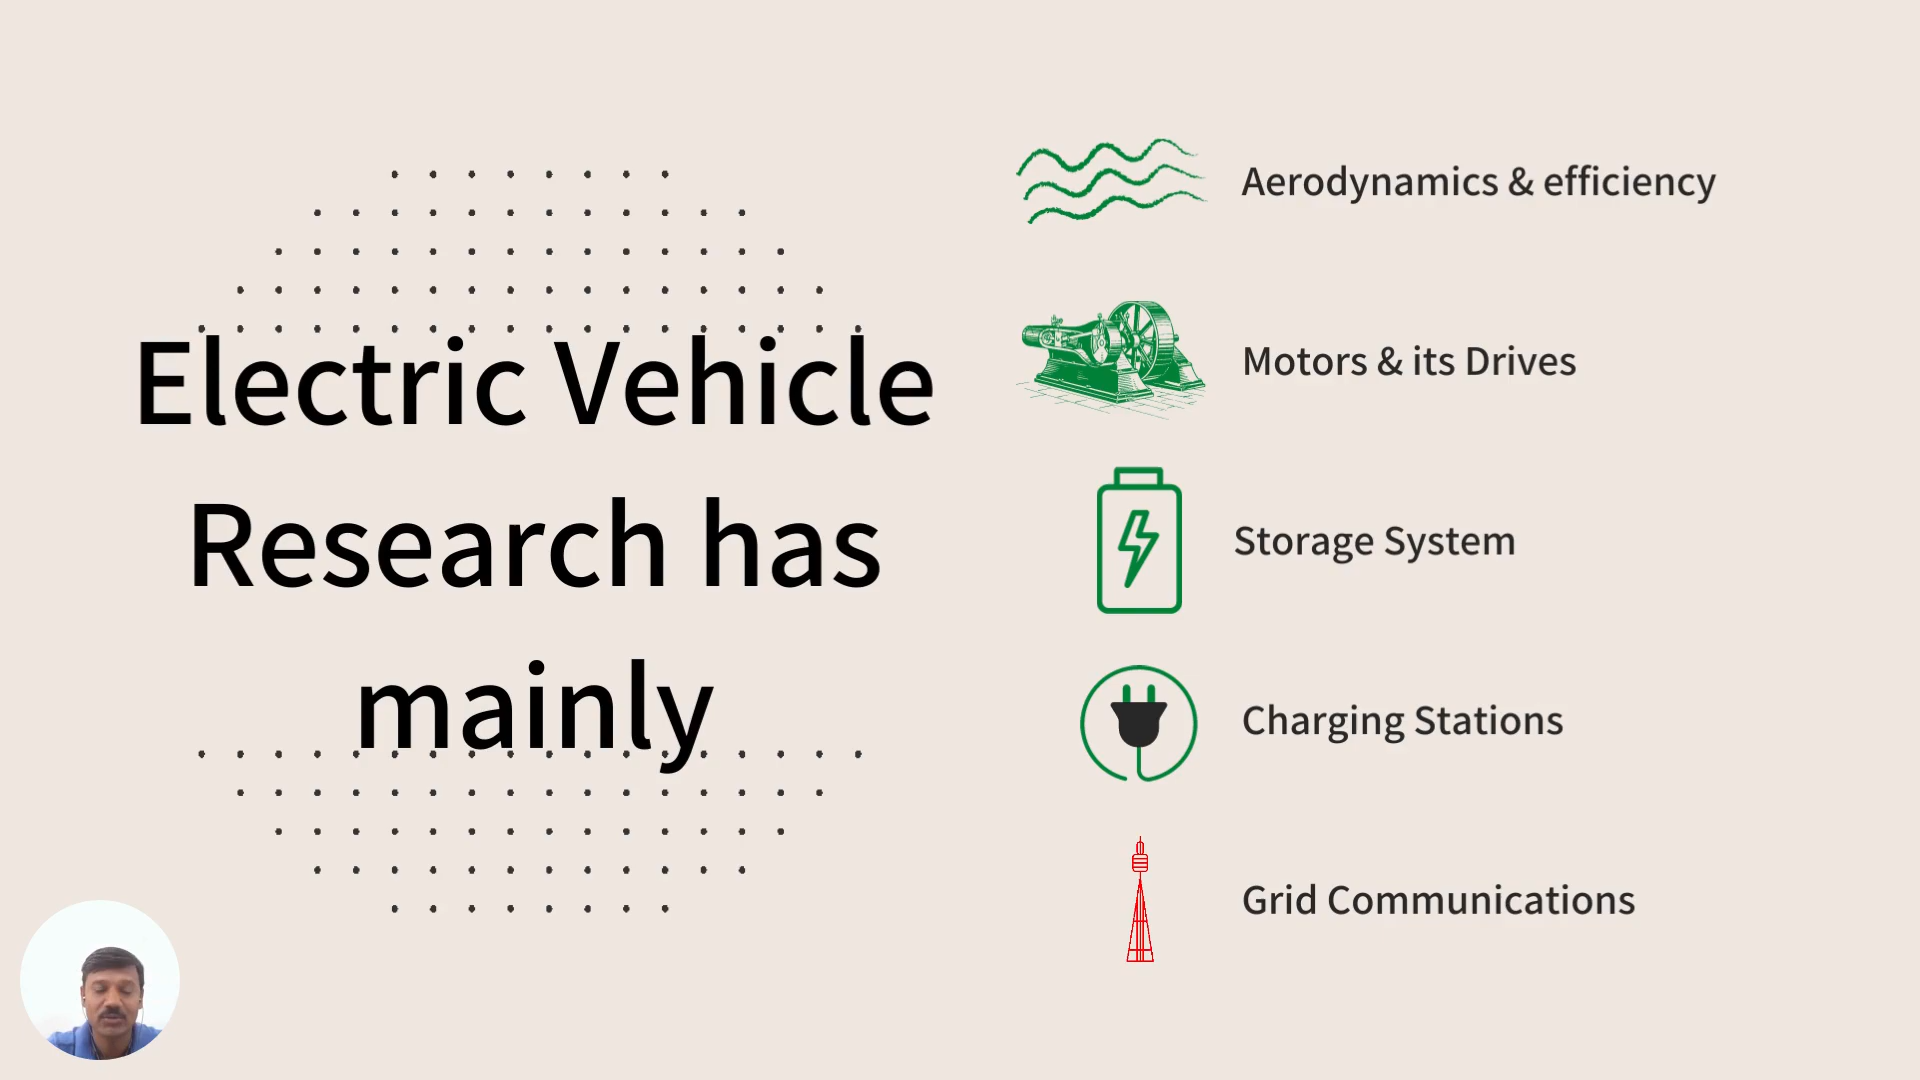 Electric Vehicle
Research has
mainly
Aerodynamics & efficiency
Motors & its Drives
Storage System
Charging Stations
Grid Communications